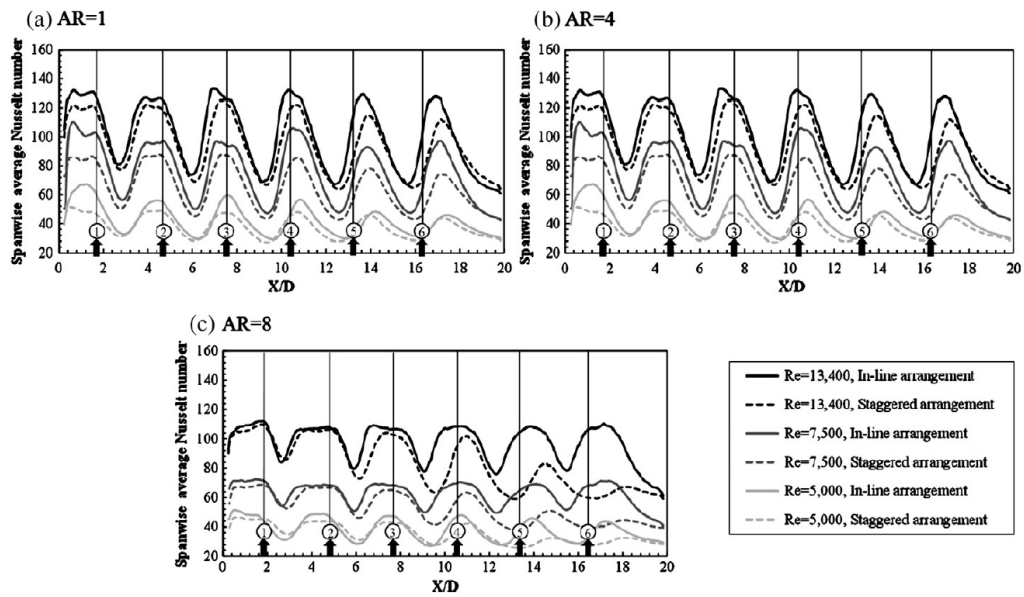 (a) AR=1
Spanwise average Nusselt number
160
140
120
100
80
60
40
20
1
2
3
4
5
6
0 2 4 6 8 10 12 14 16 18 20
X/D
(b) AR=4
Spanwise average Nusselt number
160
140
120
100
80
60
40
20
1
2
3
4
5
6
0 2 4 6 8 10 12 14 16 18 20
X/D
(c) AR=8
Spanwise average Nusselt number
160
140
120
100
80
60
40
20
1
2
3
4
5
6
0 2 4 6 8 10 12 14 16 18 20
X/D
Re=13,400, In-line arrangement
Re=13,400, Staggered arrangement
Re=7,500, In-line arrangement
Re=7,500, Staggered arrangement
Re=5,000, In-line arrangement
Re=5,000, Staggered arrangement